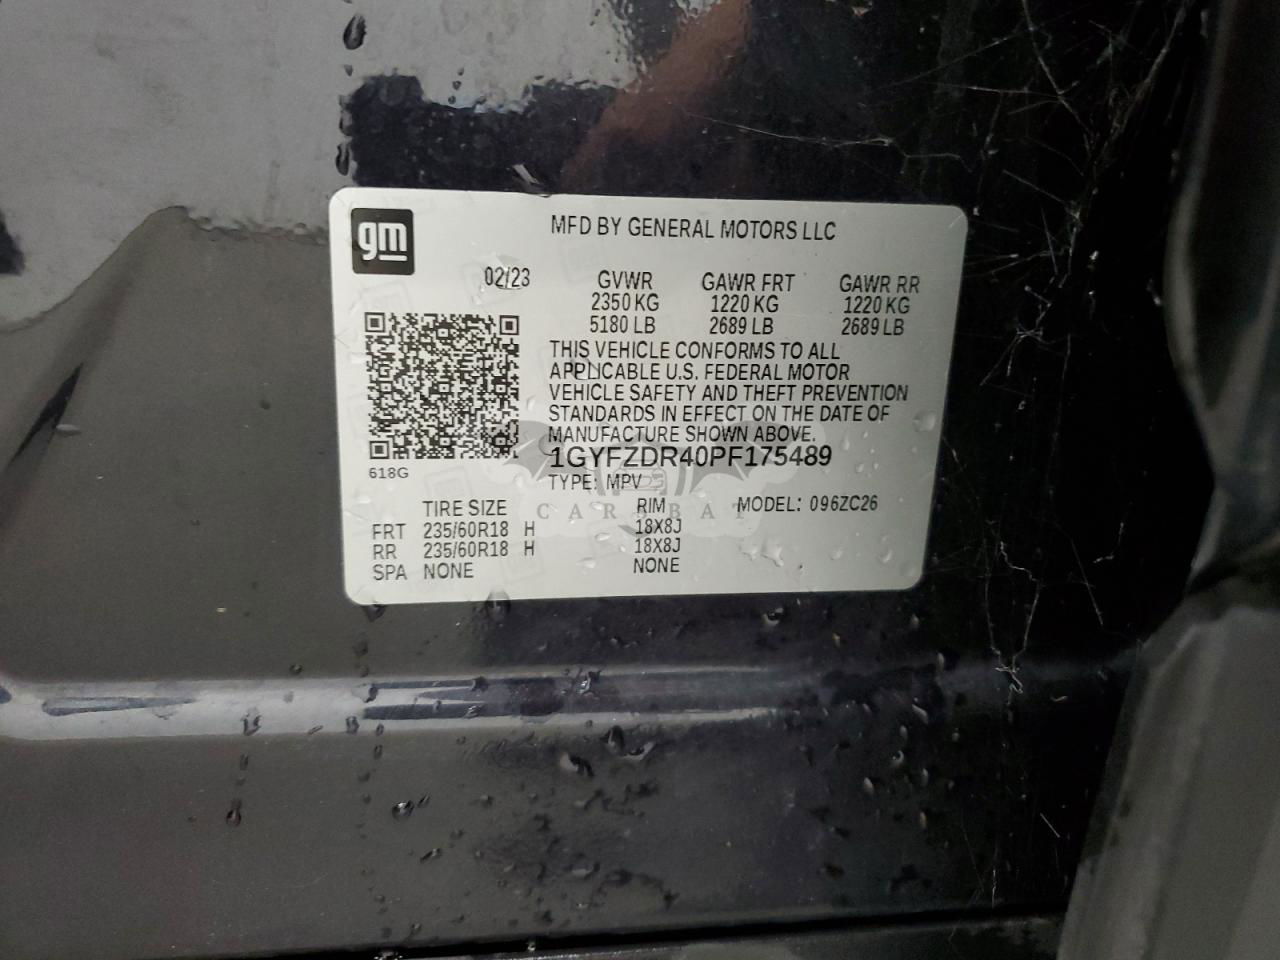 gm
MFD BY GENERAL MOTORS LLC
02/23 GVWR GAWR FRT GAWR RR
2350 KG 1220 KG 1220 KG
5180 LB 2689 LB 2689 LB
THIS VEHICLE CONFORMS TO ALL
APPLICABLE U.S. FEDERAL MOTOR
VEHICLE SAFETY AND THEFT PREVENTION
STANDARDS IN EFFECT ON THE DATE OF
MANUFACTURE SHOWN ABOVE.
1GYFZDR40PF175489
618G
TYPE: MPV
TIRE SIZE RIM MODEL: 096ZC26
CARSBAT
FRT 235/60R18 H 18X8J
RR 235/60R18 H 18X8J
SPA NONE NONE